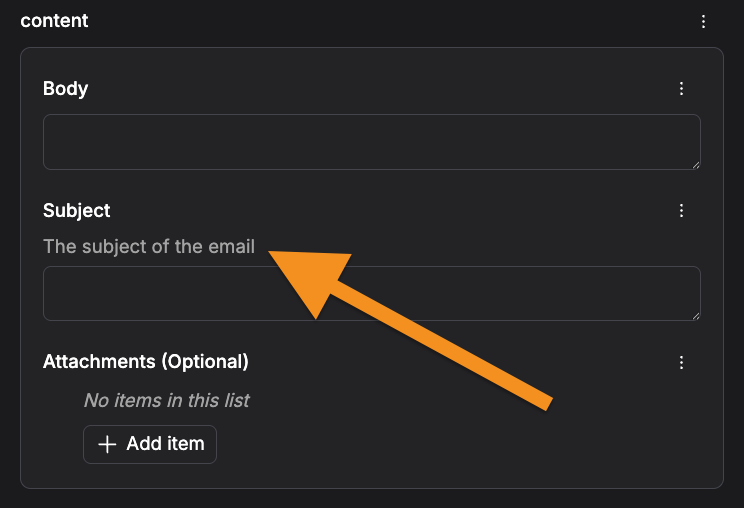 content
Body
Subject
The subject of the email
Attachments (Optional)
No items in this list
Add item